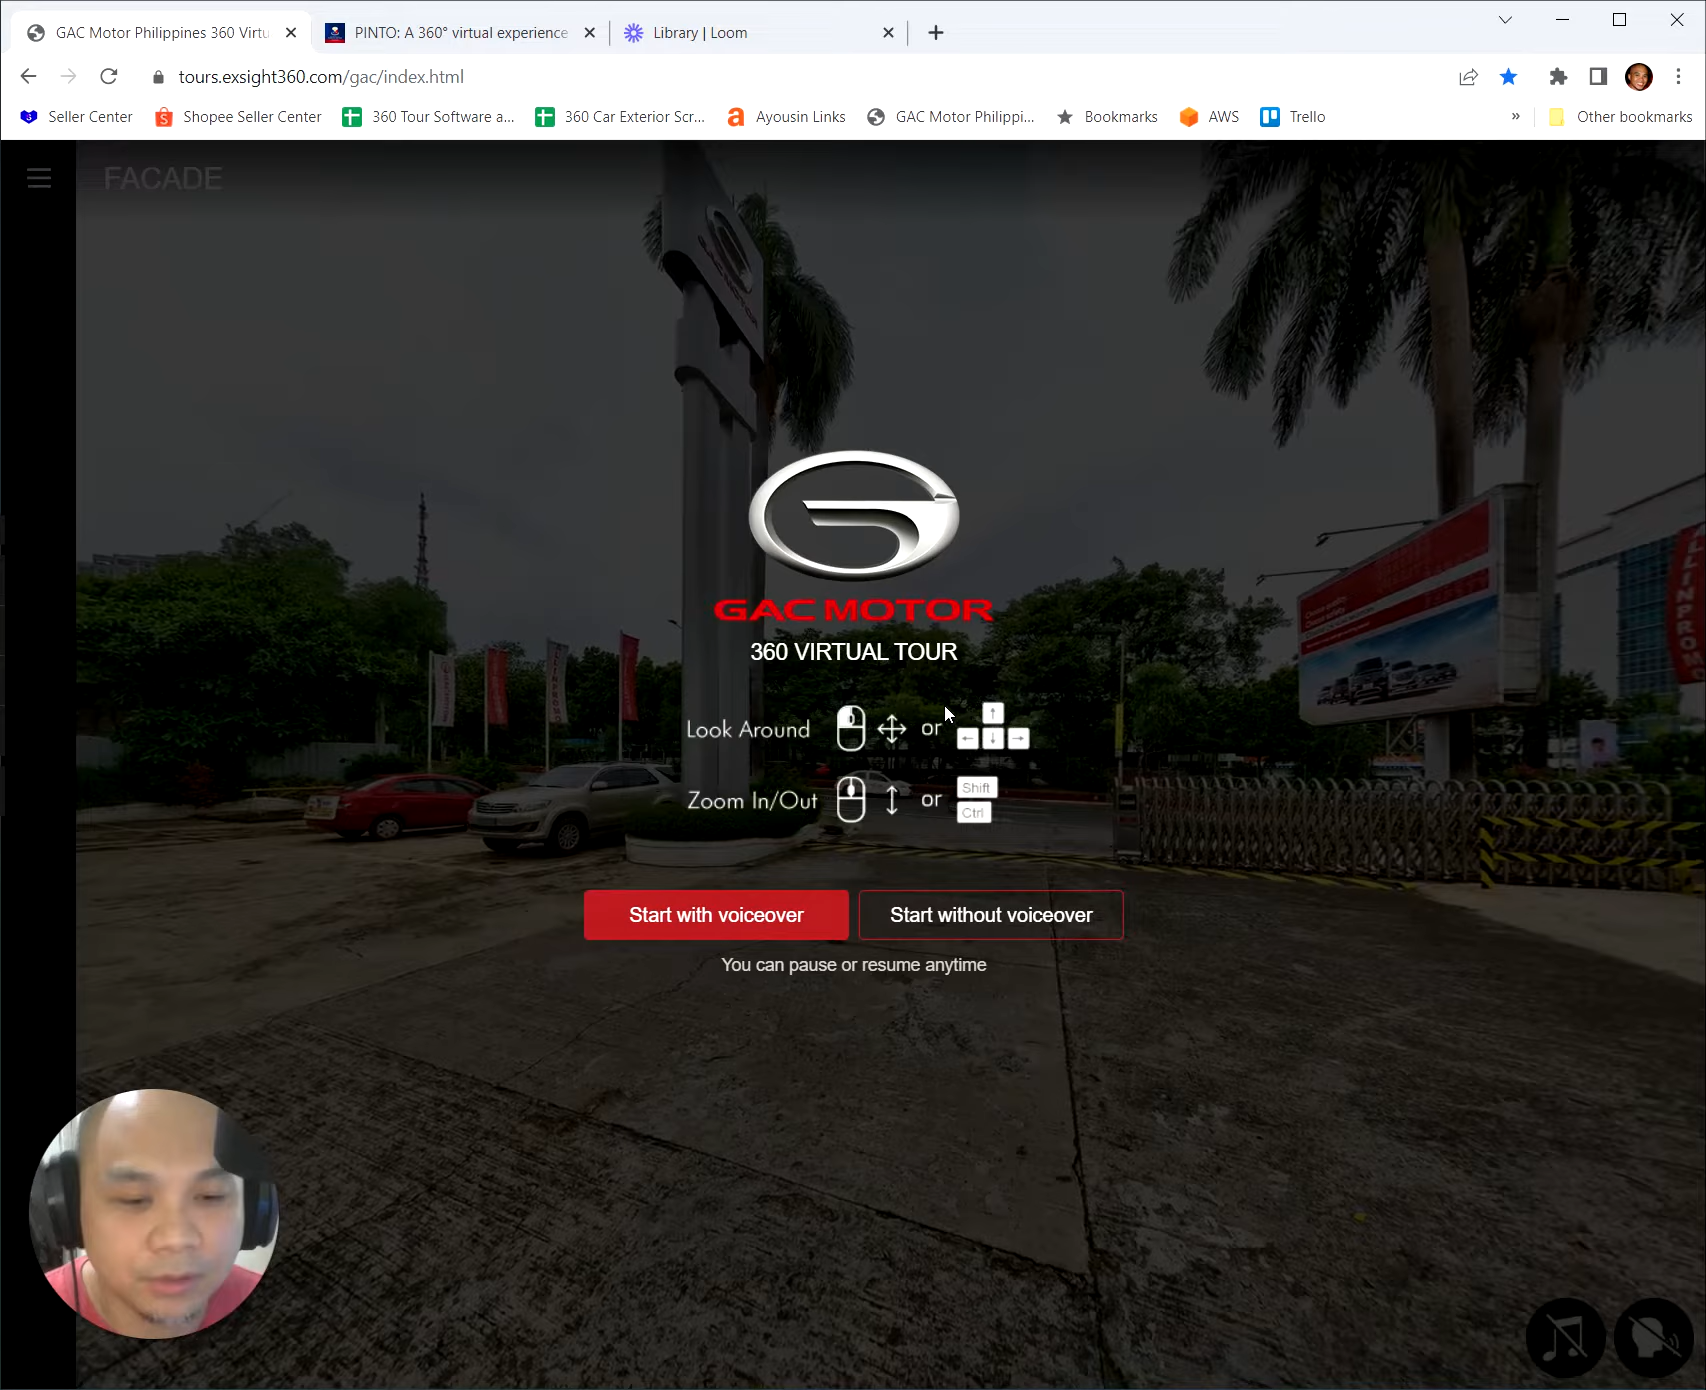 GAC Motor Philippines 360 Virtu
PINTO: A 360° virtual experience
Library | Loom
tours.exsight360.com/gac/index.html
Seller Center
Shopee Seller Center
360 Tour Software a...
360 Car Exterior Scr...
Ayousin Links
GAC Motor Philippi...
Bookmarks
AWS
Trello
»
Other bookmarks
FACADE
GAC MOTOR
360 VIRTUAL TOUR
Look Around or
Zoom In/Out or Shift
Ctrl
Start with voiceover
Start without voiceover
You can pause or resume anytime